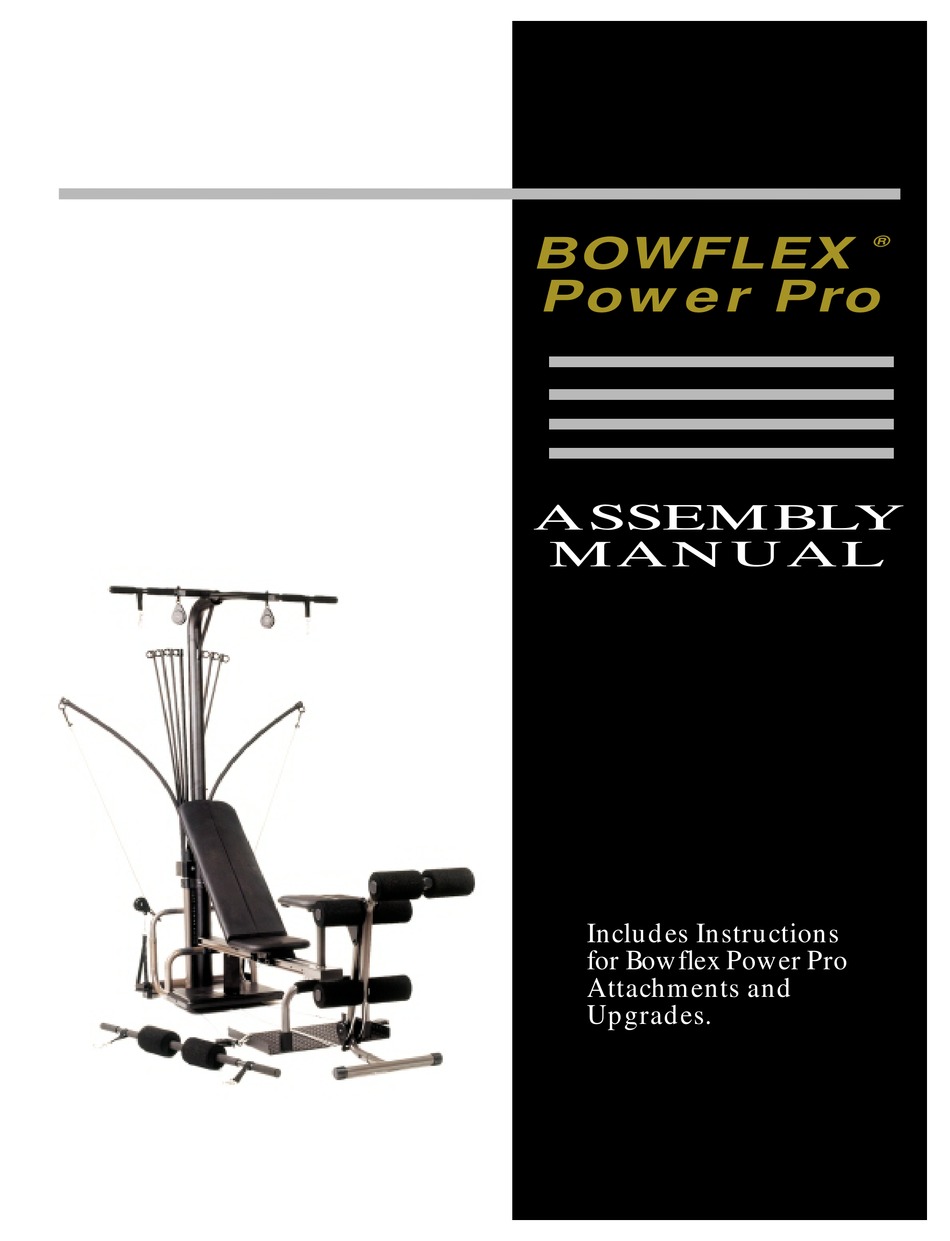 BOWFLEX ®
Power Pro
ASSEMBLY
MANUAL
Includes Instructions
for Bowflex Power Pro
Attachments and
Upgrades.